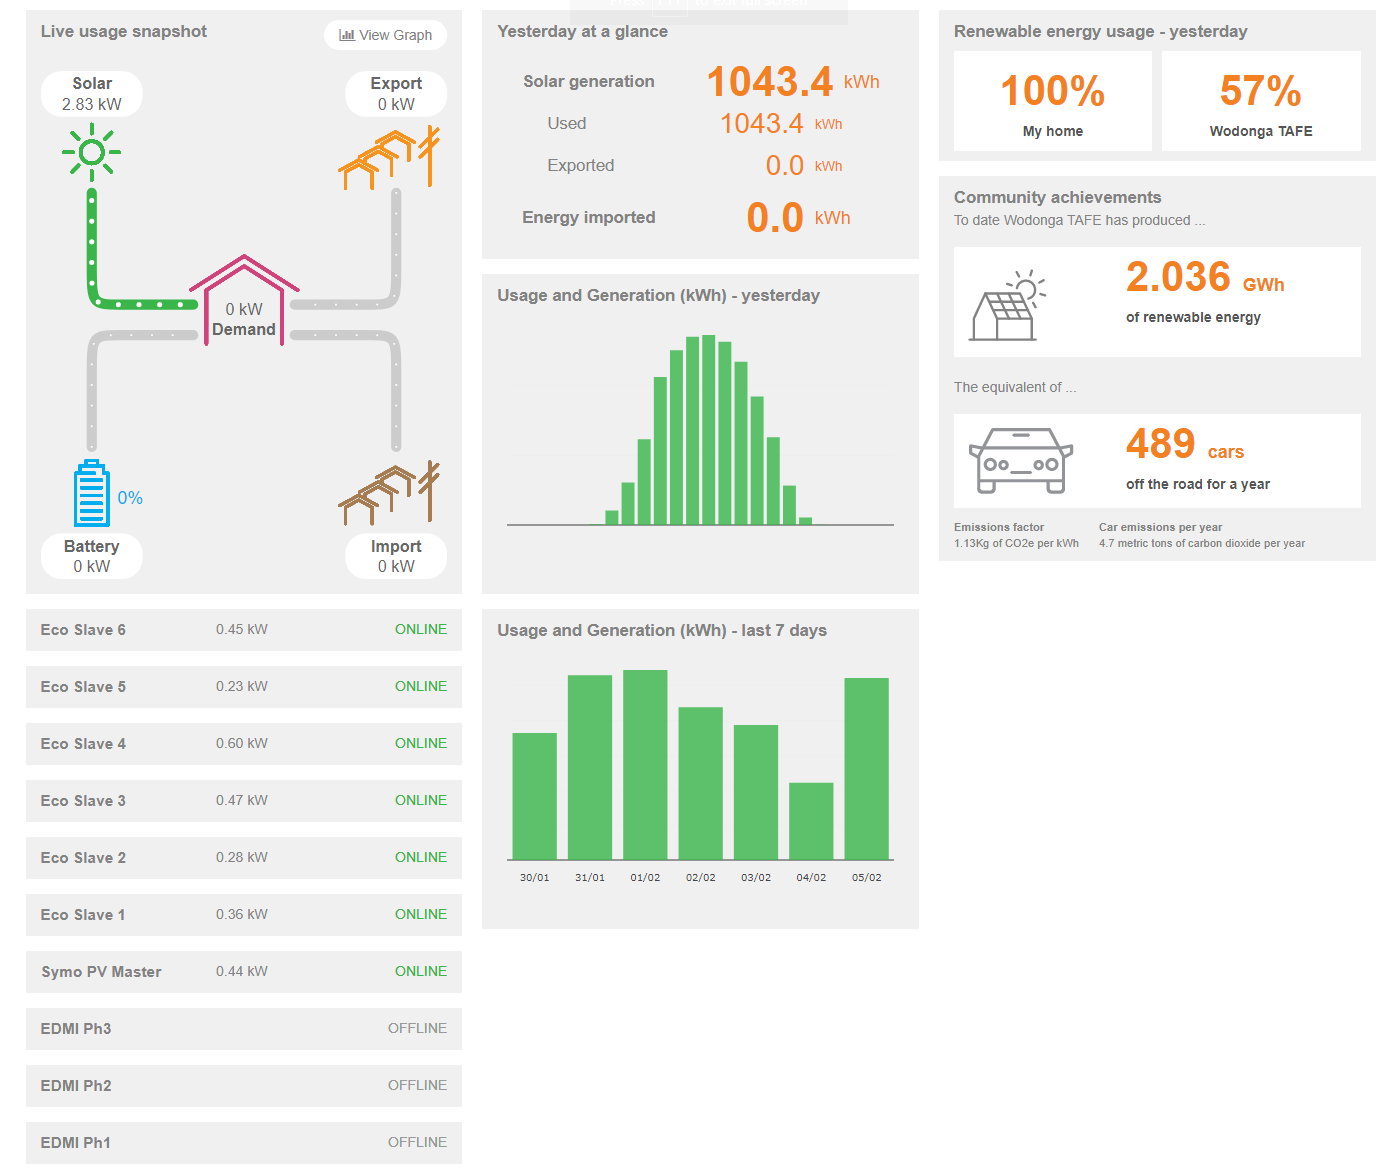 Live usage snapshot
View Graph
Solar
2.83 kW
Export
0 kW
0 kW
Demand
0%
Battery
0 kW
Import
0 kW
Eco Slave 6 0.45 kW ONLINE
Eco Slave 5 0.23 kW ONLINE
Eco Slave 4 0.60 kW ONLINE
Eco Slave 3 0.47 kW ONLINE
Eco Slave 2 0.28 kW ONLINE
Eco Slave 1 0.36 kW ONLINE
Symo PV Master 0.44 kW ONLINE
EDMI Ph3 OFFLINE
EDMI Ph2 OFFLINE
EDMI Ph1 OFFLINE
Yesterday at a glance
Solar generation 1043.4 kWh
Used 1043.4 kWh
Exported 0.0 kWh
Energy imported 0.0 kWh
Usage and Generation (kWh) - yesterday
Usage and Generation (kWh) - last 7 days
30/01 31/01 01/02 02/02 03/02 04/02 05/02
Renewable energy usage - yesterday
100%
My home
57%
Wodonga TAFE
Community achievements
To date Wodonga TAFE has produced ...
2.036 GWh
of renewable energy
The equivalent of ...
489 cars
off the road for a year
Emissions factor
1.13Kg of CO2e per kWh
Car emissions per year
4.7 metric tons of carbon dioxide per year